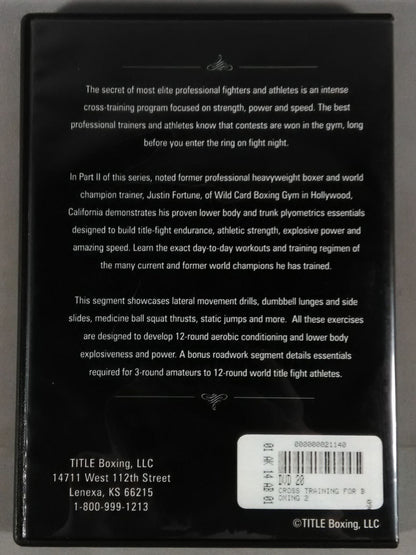 The secret of most elite professional fighters and athletes is an intense
cross-training program focused on strength, power and speed. The best
professional trainers and athletes know that contests are won in the gym, long
before you enter the ring on fight night.
In Part II of this series, noted former professional heavyweight boxer and world
champion trainer, Justin Fortune, of Wild Card Boxing Gym in Hollywood,
California demonstrates his proven lower body and trunk plyometrics essentials
designed to build title-fight endurance, athletic strength, explosive power and
amazing speed. Learn the exact day-to-day workouts and training regimen of
the many current and former world champions he has trained.
This segment showcases lateral movement drills, dumbbell lunges and side
slides, medicine ball squat thrusts, static jumps and more. All these exercises
are designed to develop 12-round aerobic conditioning and lower body
explosiveness and power. A bonus roadwork segment details essentials
required for 3-round amateurs to 12-round world title fight athletes.
TITLE Boxing, LLC
14711 West 112th Street
Lenexa, KS 66215
1-800-999-1213
000000021140
DVD 20
CROSS TRAINING FOR B
OXING 2
©TITLE Boxing, LLC